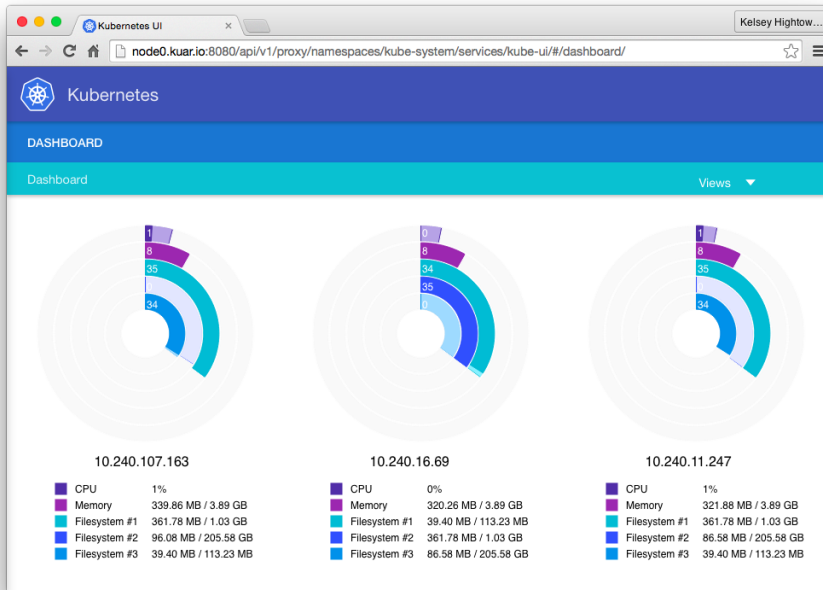 Kubernetes UI
Kelsey Hightow...
node0.kuar.io:8080/api/v1/proxy/namespaces/kube-system/services/kube-ui/#/dashboard/
Kubernetes
DASHBOARD
Dashboard
Views
1
8
35
0
34
0
8
34
35
0
1
8
35
0
34
10.240.107.163
10.240.16.69
10.240.11.247
CPU 1%
Memory 339.86 MB / 3.89 GB
Filesystem #1 361.78 MB / 1.03 GB
Filesystem #2 96.08 MB / 205.58 GB
Filesystem #3 39.40 MB / 113.23 MB
CPU 0%
Memory 320.26 MB / 3.89 GB
Filesystem #1 39.40 MB / 113.23 MB
Filesystem #2 361.78 MB / 1.03 GB
Filesystem #3 86.58 MB / 205.58 GB
CPU 1%
Memory 321.88 MB / 3.89 GB
Filesystem #1 361.78 MB / 1.03 GB
Filesystem #2 86.58 MB / 205.58 GB
Filesystem #3 39.40 MB / 113.23 MB